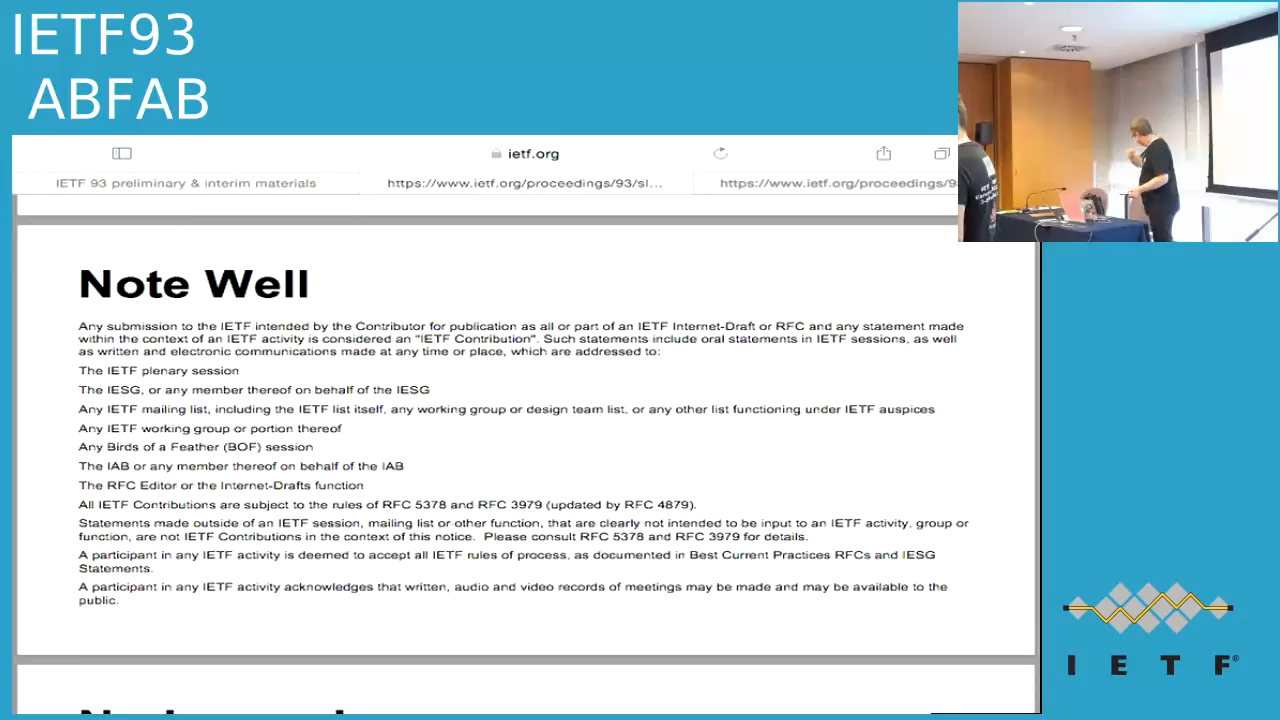 IETF93
ABFAB
ietf.org
IETF 93 preliminary & interim materials
https://www.ietf.org/proceedings/93/sl...
https://www.ietf.org/proceedings/9
Note Well
Any submission to the IETF intended by the Contributor for publication as all or part of an IETF Internet-Draft or RFC and any statement made
within the context of an IETF activity is considered an "IETF Contribution". Such statements include oral statements in IETF sessions, as well
as written and electronic communications made at any time or place, which are addressed to:
The IETF plenary session
The IESG, or any member thereof on behalf of the IESG
Any IETF mailing list, including the IETF list itself, any working group or design team list, or any other list functioning under IETF auspices
Any IETF working group or portion thereof
Any Birds of a Feather (BOF) session
The IAB or any member thereof on behalf of the IAB
The RFC Editor or the Internet-Drafts function
All IETF Contributions are subject to the rules of RFC 5378 and RFC 3979 (updated by RFC 4879).
Statements made outside of an IETF session, mailing list or other function, that are clearly not intended to be input to an IETF activity, group or
function, are not IETF Contributions in the context of this notice. Please consult RFC 5378 and RFC 3979 for details.
A participant in any IETF activity is deemed to accept all IETF rules of process, as documented in Best Current Practices RFCs and IESG
Statements.
A participant in any IETF activity acknowledges that written, audio and video records of meetings may be made and may be available to the
public.
I E T F®